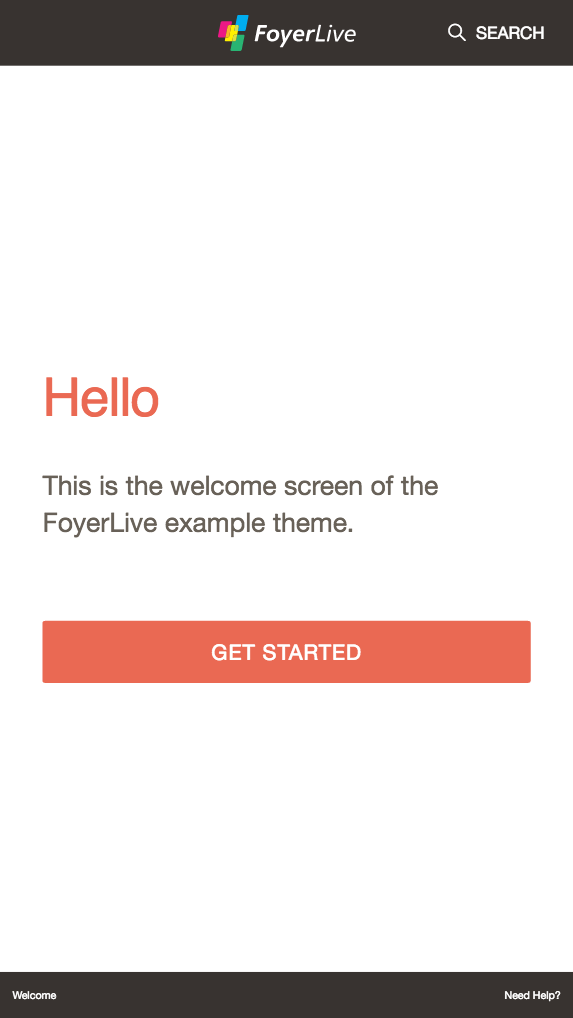 FoyerLive
SEARCH
Hello
This is the welcome screen of the
FoyerLive example theme.
GET STARTED
Welcome
Need Help?